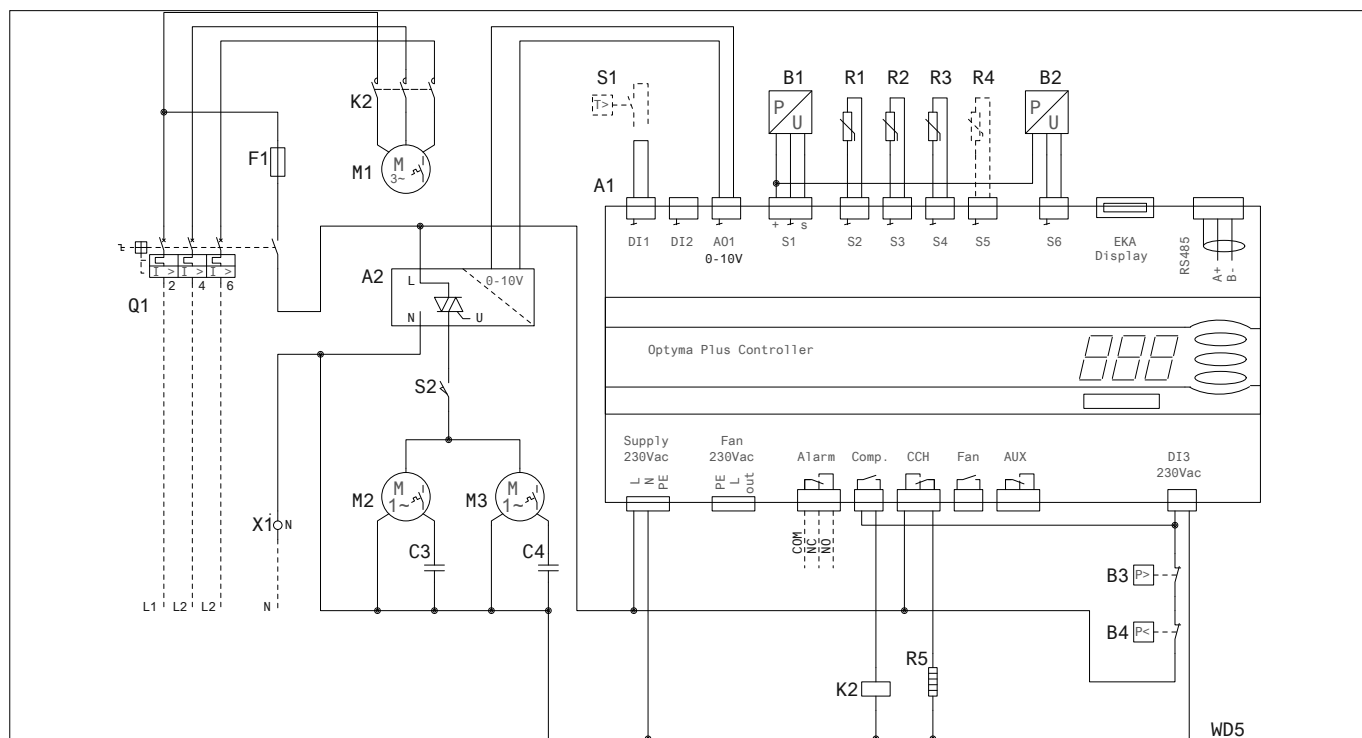 S1 B1 R1 R2 R3 R4 B2
K2
T>
P
U
P
U
F1
M1
M
3~
A1
+ s
DI1 DI2 AO1 S1 S2 S3 S4 S5 S6 EKA
0-10V
Display
RS485
A+
B-
A2
L
0-10V
N
U
I > I > I >
2 4 6
Q1
Optyma Plus Controller
S2
Supply
230Vac
Fan
230Vac
Alarm Comp. CCH Fan AUX
DI3
230Vac
L
N
PE
PE
L
out
M2
M
1~
M3
M
1~
X1 N
C3 C4
COM
NC
NO
B3 P>
B4 P<
L1 L2 L2 N
R5
K2
WD5